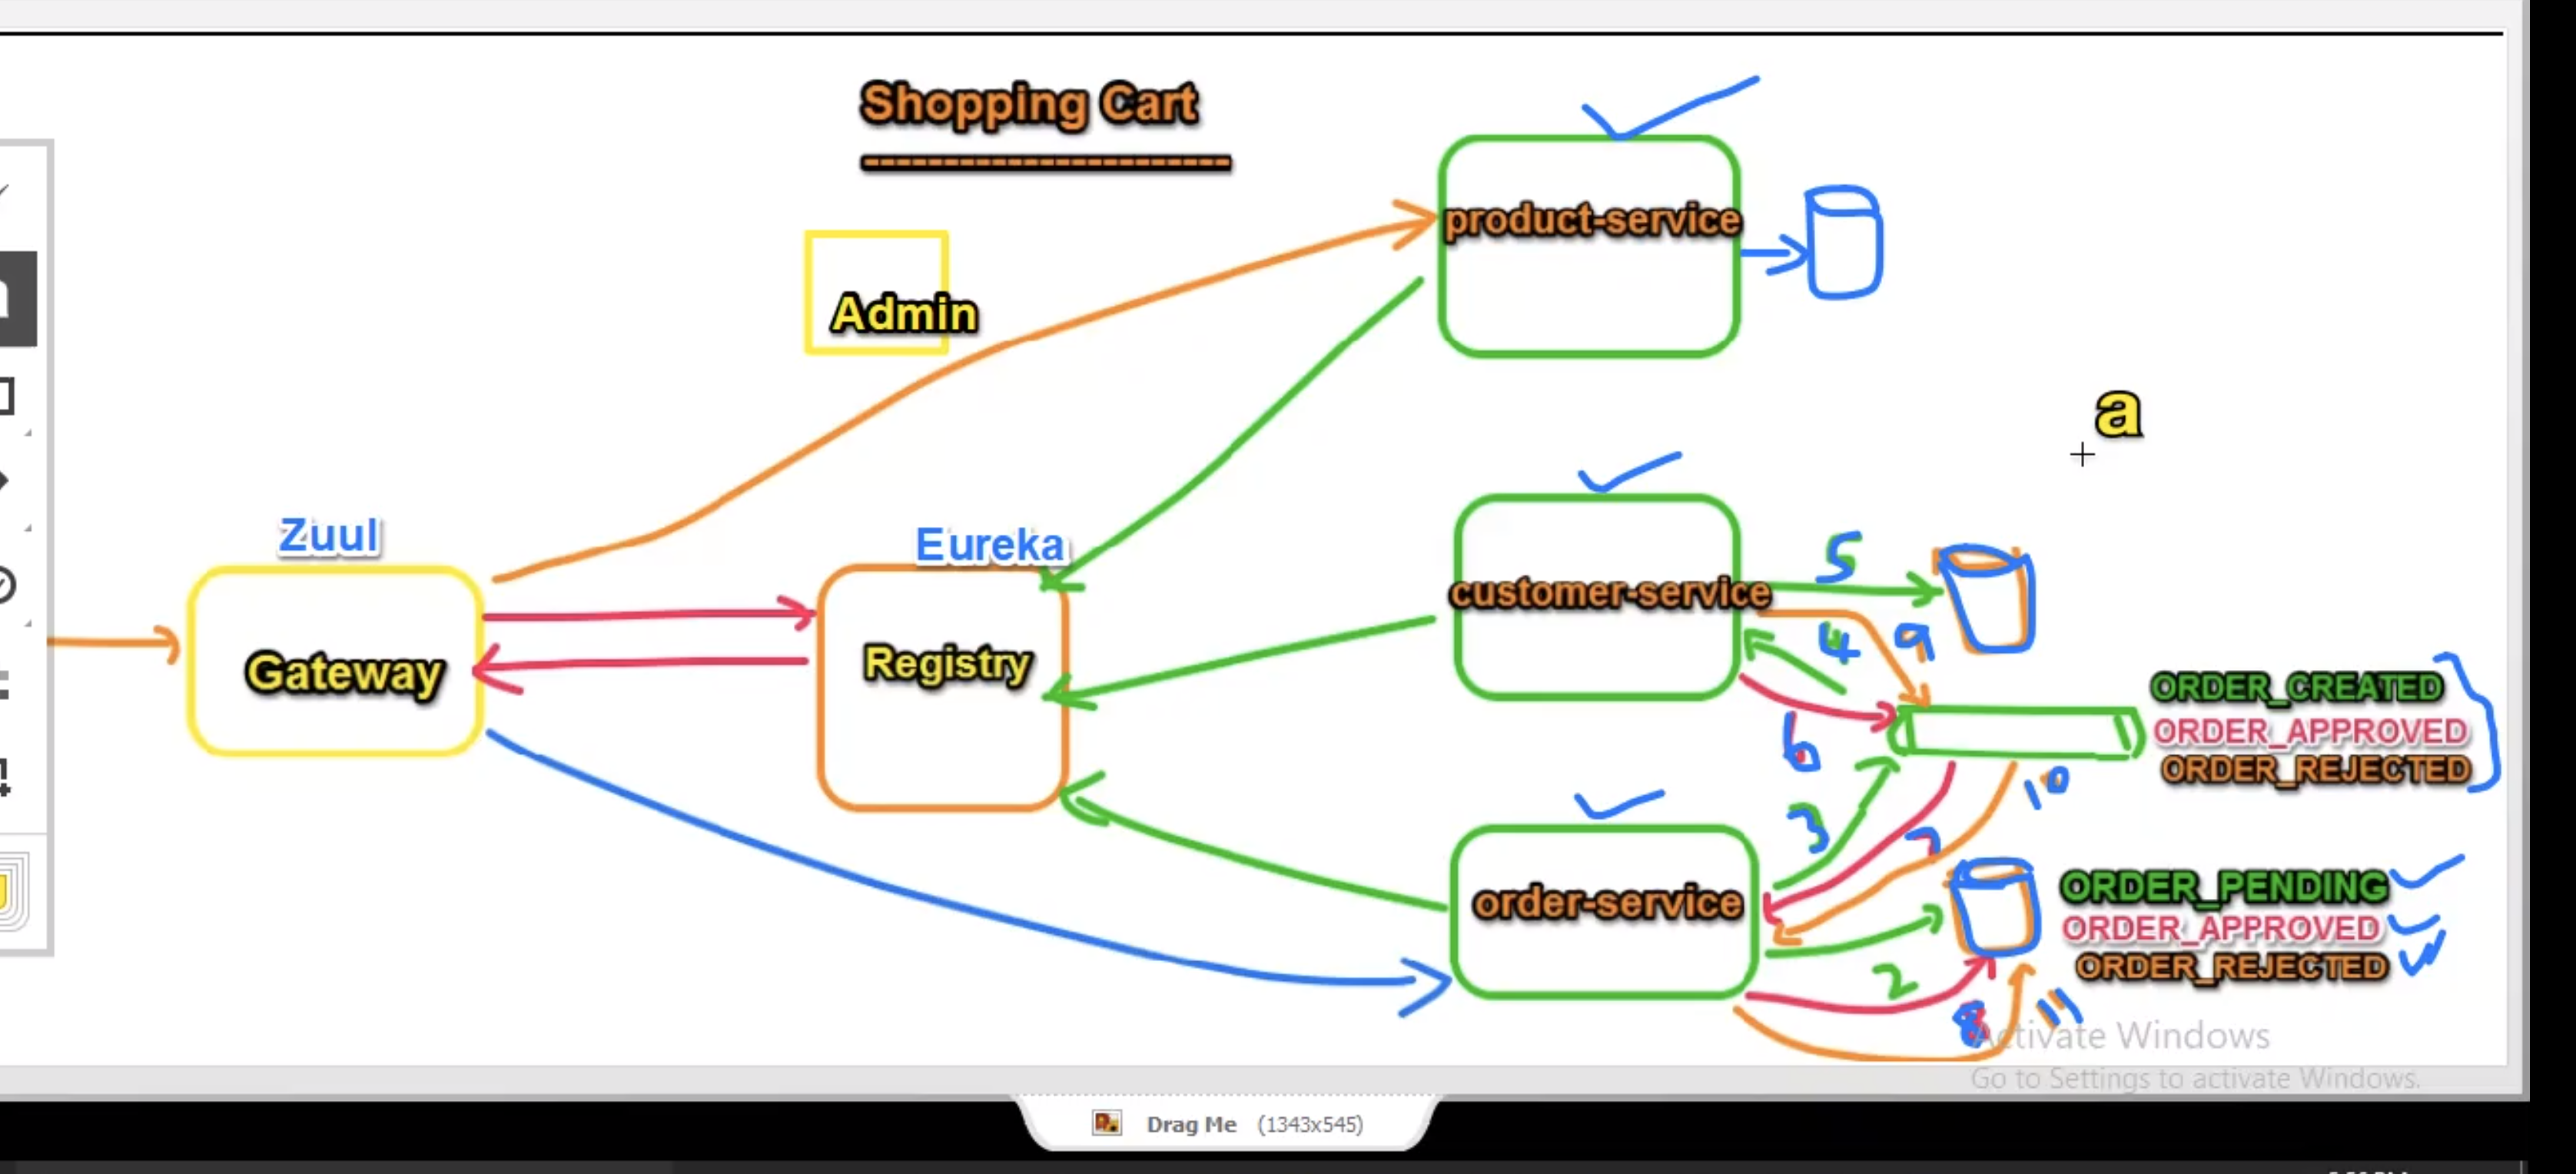 Shopping Cart
-----------------------
product-service
Admin
a
Zuul
Eureka
5
customer-service
4
9
Gateway
Registry
ORDER_CREATED
ORDER_APPROVED
ORDER_REJECTED
6
10
3
7
order-service
ORDER_PENDING
ORDER_APPROVED
ORDER_REJECTED
2
8
11
Activate Windows
Go to Settings to activate Windows.
Drag Me (1343x545)